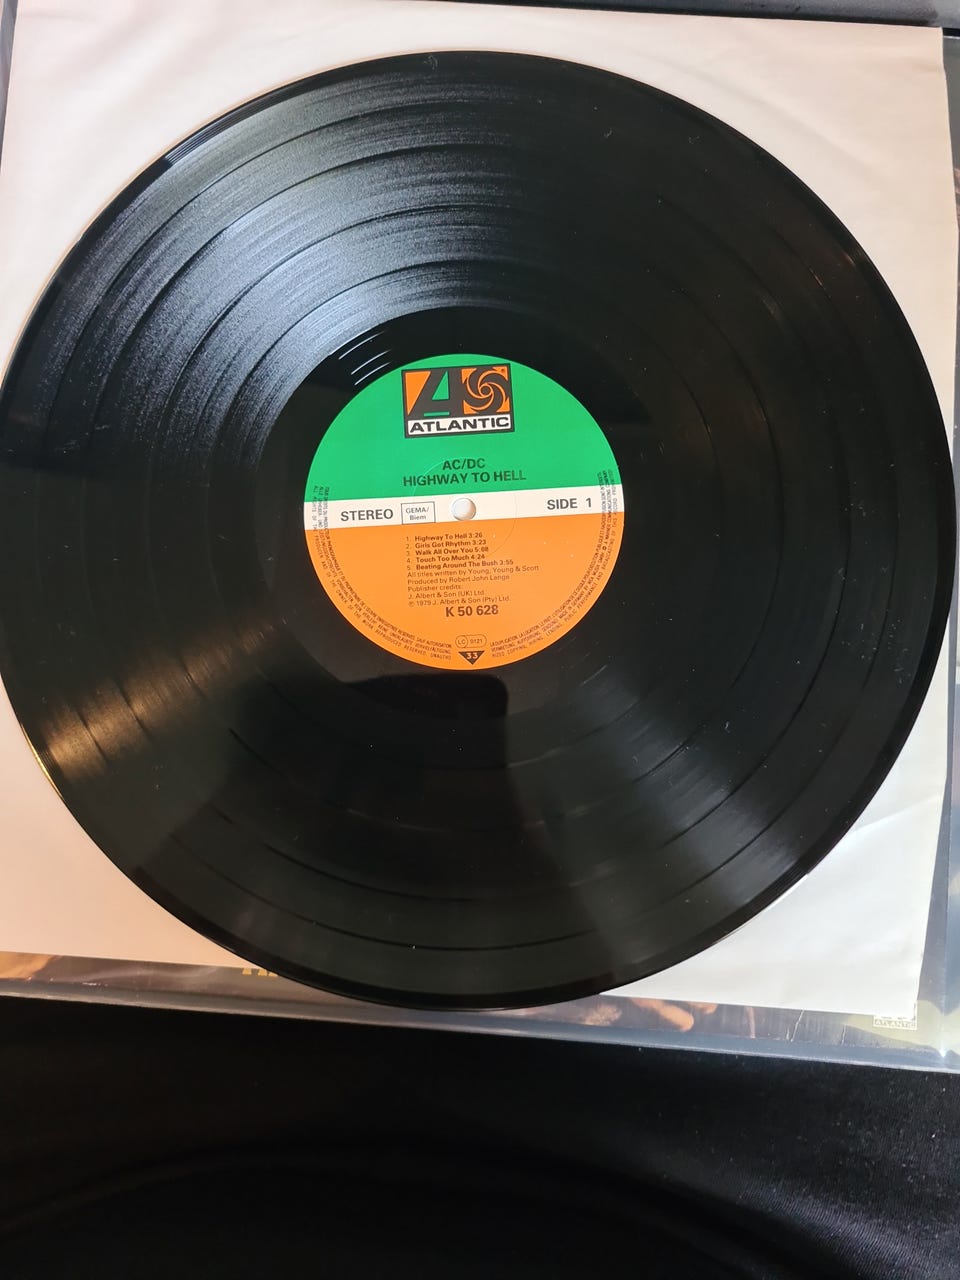 ATLANTIC
AC/DC
HIGHWAY TO HELL
STEREO
GEMA/
Biem
SIDE 1
1. Highway To Hell 3:26
2. Girls Got Rhythm 3:23
3. Walk All Over You 5:08
4. Touch Too Much 4:24
5. Beating Around The Bush 3:55
All titles written by Young, Young & Scott
Produced by Robert John Lange
Publisher credits:
J. Albert & Son (UK) Ltd.
℗ 1979 J. Albert & Son (Pty) Ltd.
K 50 628
LC 0121
33
ATLANTIC